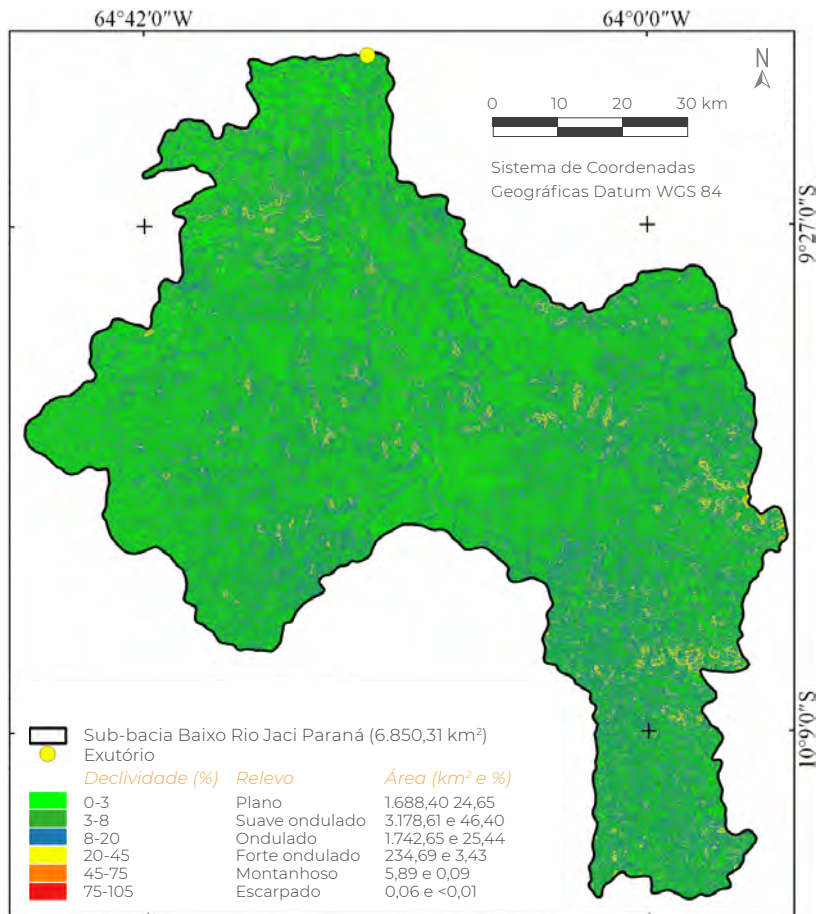 64°42'0"W 64°0'0"W
N
0 10 20 30 km
Sistema de Coordenadas
Geográficas Datum WGS 84
9°27'0"S
10°9'0"S
Sub-bacia Baixo Rio Jaci Paraná (6.850,31 km²)
Exutório
Declividade (%) Relevo Área (km² e %)
0-3 Plano 1.688,40 24,65
3-8 Suave ondulado 3.178,61 e 46,40
8-20 Ondulado 1.742,65 e 25,44
20-45 Forte ondulado 234,69 e 3,43
45-75 Montanhoso 5,89 e 0,09
75-105 Escarpado 0,06 e <0,01